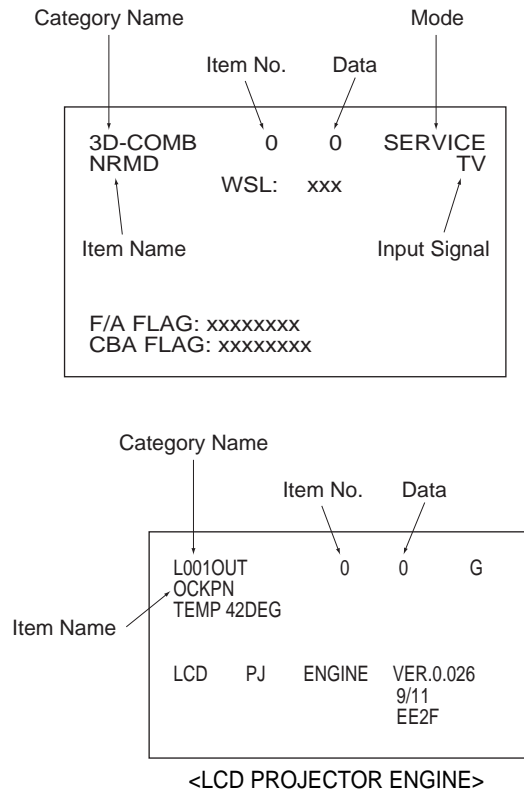 Category Name Mode
Item No. Data
3D-COMB 0 0 SERVICE
NRMD TV
WSL: xxx
Item Name Input Signal
F/A FLAG: xxxxxxxx
CBA FLAG: xxxxxxxx
Category Name
Item No. Data
L001OUT 0 0 G
OCKPN
TEMP 42DEG
Item Name
LCD PJ ENGINE VER.0.026
9/11
EE2F
<LCD PROJECTOR ENGINE>